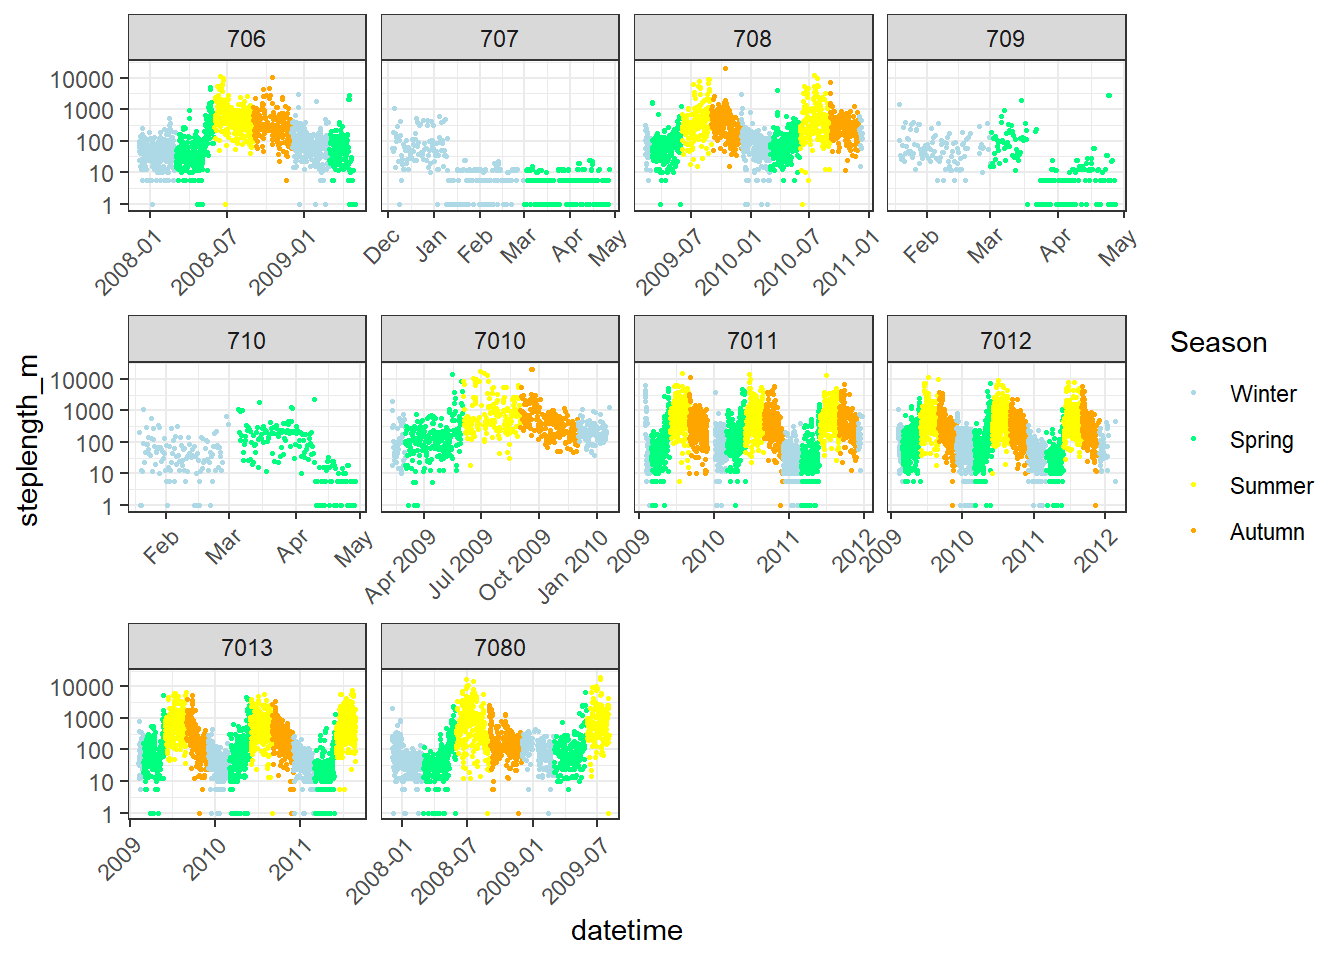 706 707 708 709
10000
1000
100
10
1
2008-01 2008-07 2009-01 Dec Jan Feb Mar Apr May 2009-07 2010-01 2010-07 2011-01 Feb Mar Apr May
710 7010 7011 7012
10000
1000
100
10
1
Feb Mar Apr May Apr 2009 Jul 2009 Oct 2009 Jan 2010 2009 2010 2011 2012 2009 2010 2011 2012
7013 7080
10000
1000
100
10
1
2009 2010 2011 2008-01 2008-07 2009-01 2009-07
steplength_m
datetime
Season
Winter
Spring
Summer
Autumn